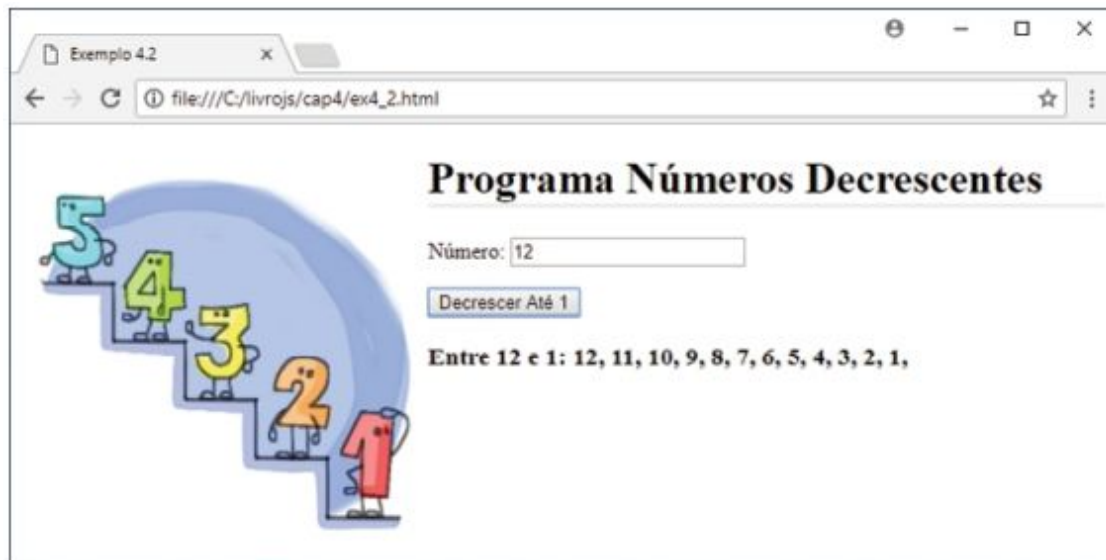 Exemplo 4.2
file:///C:/livrojs/cap4/ex4_2.html
Programa Números Decrescentes
Número: 12
Decrescer Até 1
Entre 12 e 1: 12, 11, 10, 9, 8, 7, 6, 5, 4, 3, 2, 1,
5
4
3
2
1